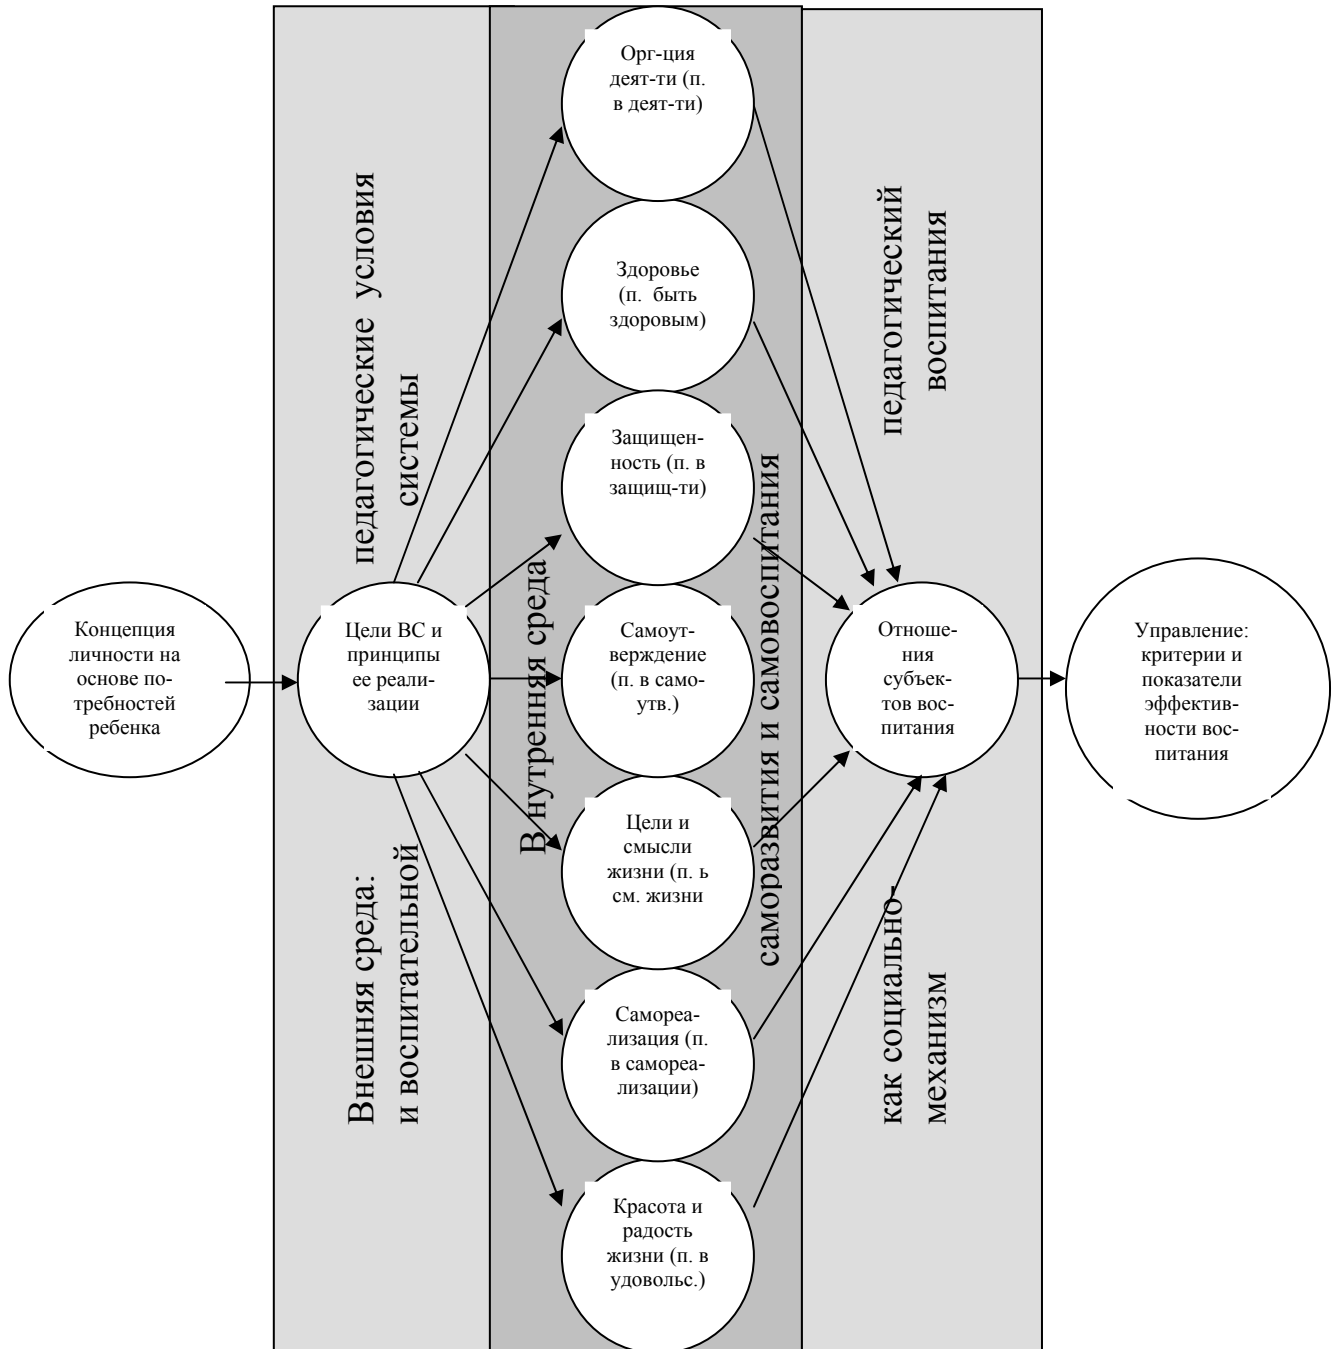 Концепция
личности на
основе по-
требностей
ребенка
Внешняя среда: педагогические условия
и воспитательной системы
Цели ВС и
принципы
ее реали-
зации
В нутренняя среда
саморазвития и самовоспитания
Орг-ция
деят-ти (п.
в деят-ти)
Здоровье
(п. быть
здоровым)
Защищен-
ность (п. в
защищ-ти)
Самоут-
верждение
(п. в само-
утв.)
Цели и
смысли
жизни (п. ь
см. жизни
Самореа-
лизация (п.
в самореа-
лизации)
Красота и
радость
жизни (п. в
удовольс.)
как социально- педагогический
механизм воспитания
Отноше-
ния
субъек-
тов вос-
питания
Управление:
критерии и
показатели
эффектив-
ности вос-
питания